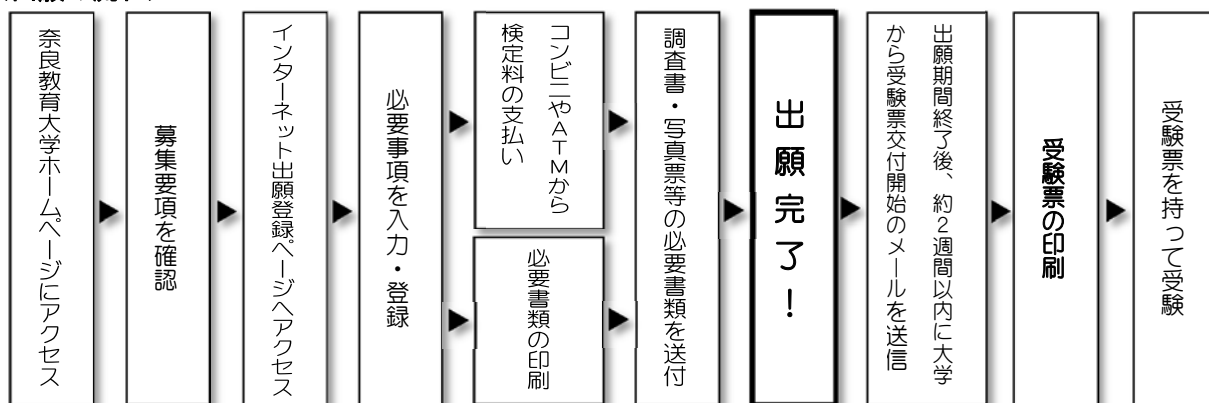 奈良教育大学ホームページにアクセス
募集要項を確認
インターネット出願登録ページへアクセス
必要事項を入力・登録
コンビニやATMから
検定料の支払い
必要書類の印刷
調査書・写真票等の必要書類を送付
出願完了！
出願期間終了後、約２週間以内に大学
から受験票交付開始のメールを送信
受験票の印刷
受験票を持って受験